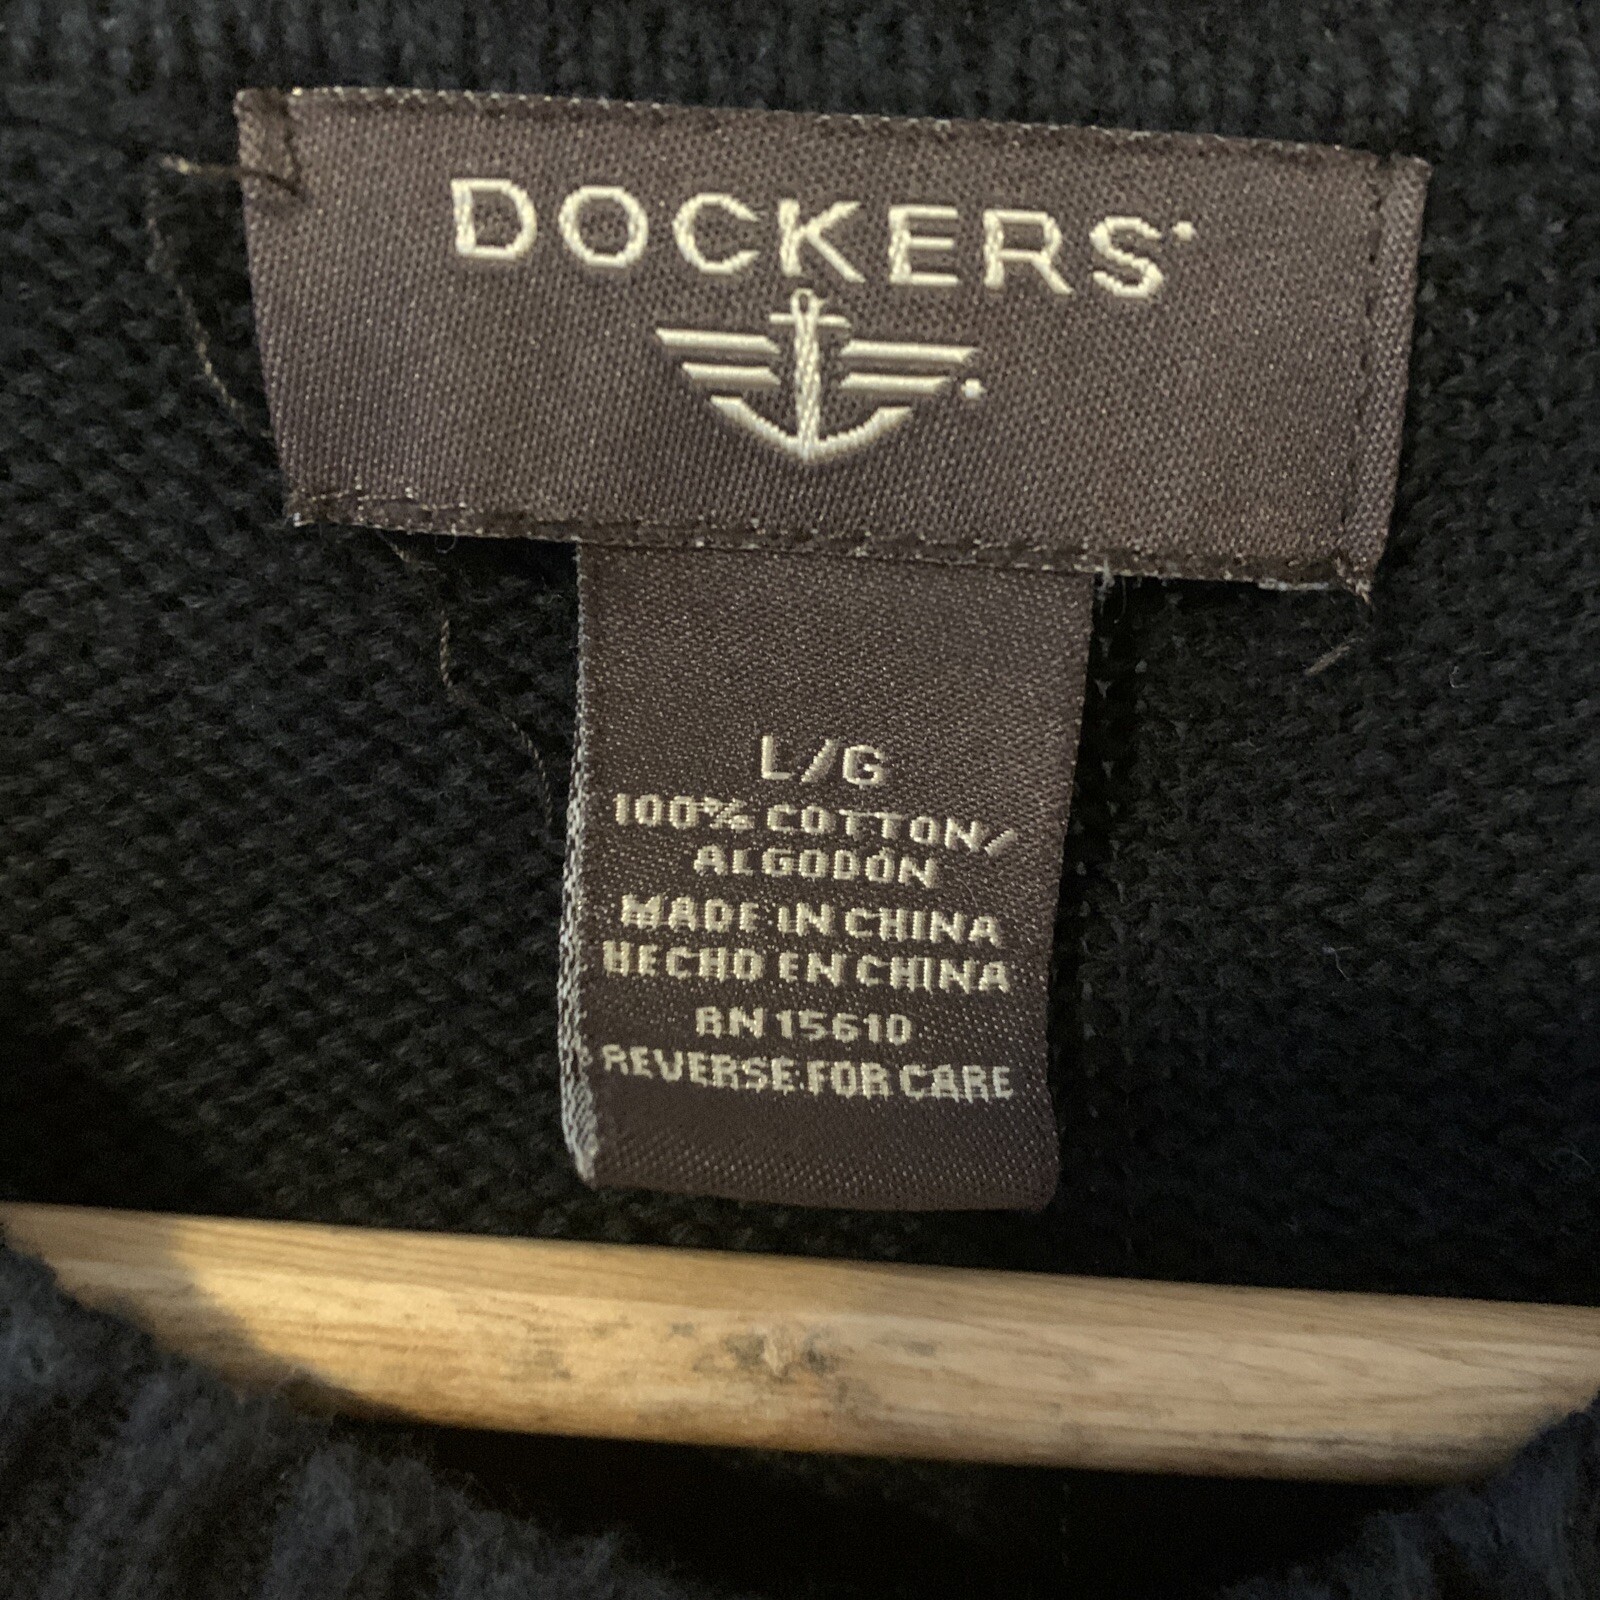 DOCKERS
L/G
100% COTTON/
ALGODÓN
MADE IN CHINA
HECHO EN CHINA
RN 15610
REVERSE FOR CARE